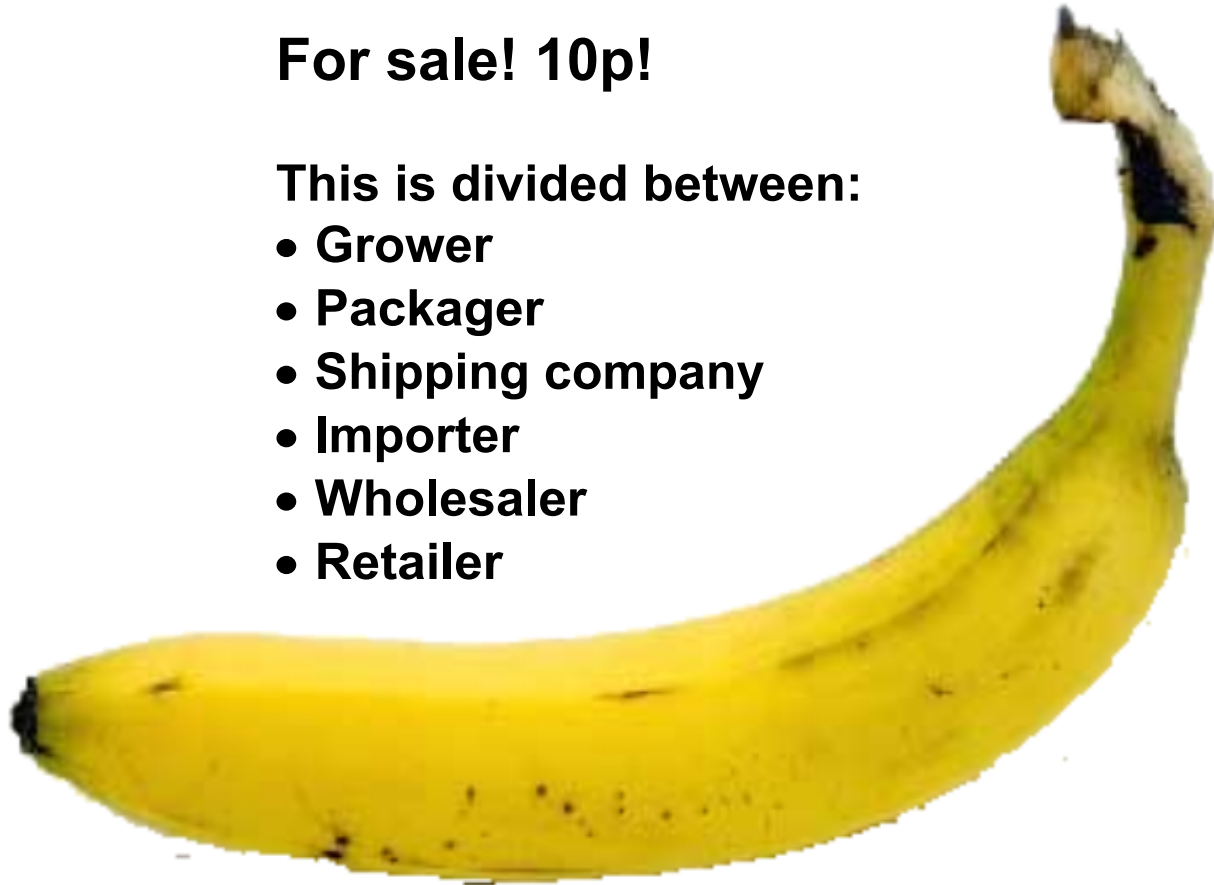 For sale! 10p!
This is divided between:
• Grower
• Packager
• Shipping company
• Importer
• Wholesaler
• Retailer